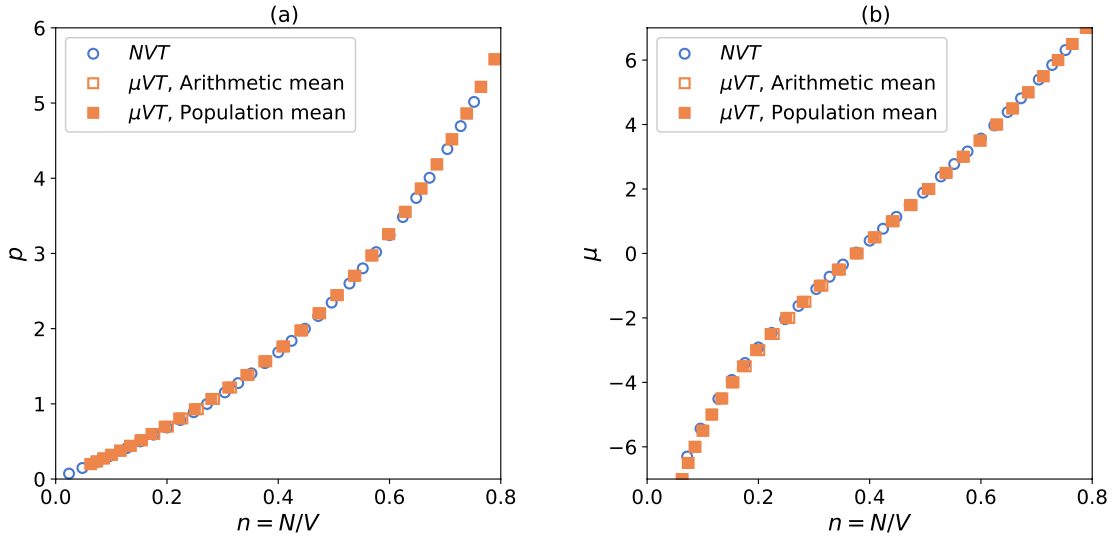 (a)
6
5
4
3
2
1
0
p
NVT
μVT, Arithmetic mean
μVT, Population mean
0.0 0.2 0.4 0.6 0.8
n = N/V
(b)
6
4
2
0
−2
−4
−6
μ
NVT
μVT, Arithmetic mean
μVT, Population mean
0.0 0.2 0.4 0.6 0.8
n = N/V